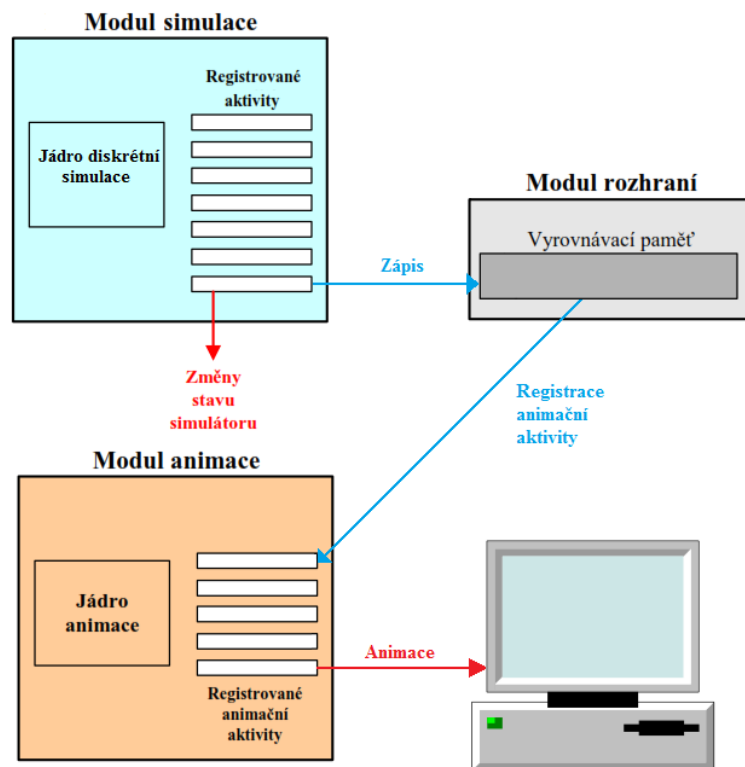 Modul simulace
Registrované
aktivity
Jádro diskrétní
simulace
Modul rozhraní
Vyrovnávací paměť
Zápis
Změny
stavu
simulátoru
Registrace
animační
aktivity
Modul animace
Jádro
animace
Animace
Registrované
animační
aktivity